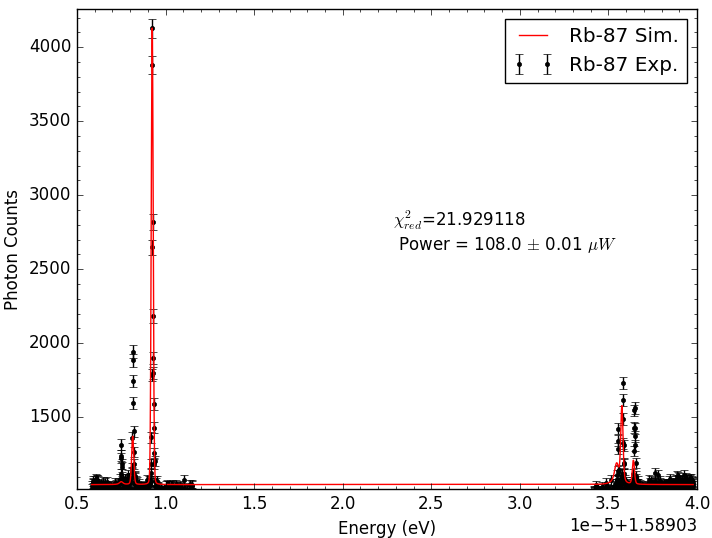 4000
3500
3000
2500
2000
1500
Photon Counts
Rb-87 Sim.
Rb-87 Exp.
χ²red=21.929118
Power = 108.0 ± 0.01 μW
0.5 1.0 1.5 2.0 2.5 3.0 3.5 4.0
Energy (eV)
1e−5+1.58903